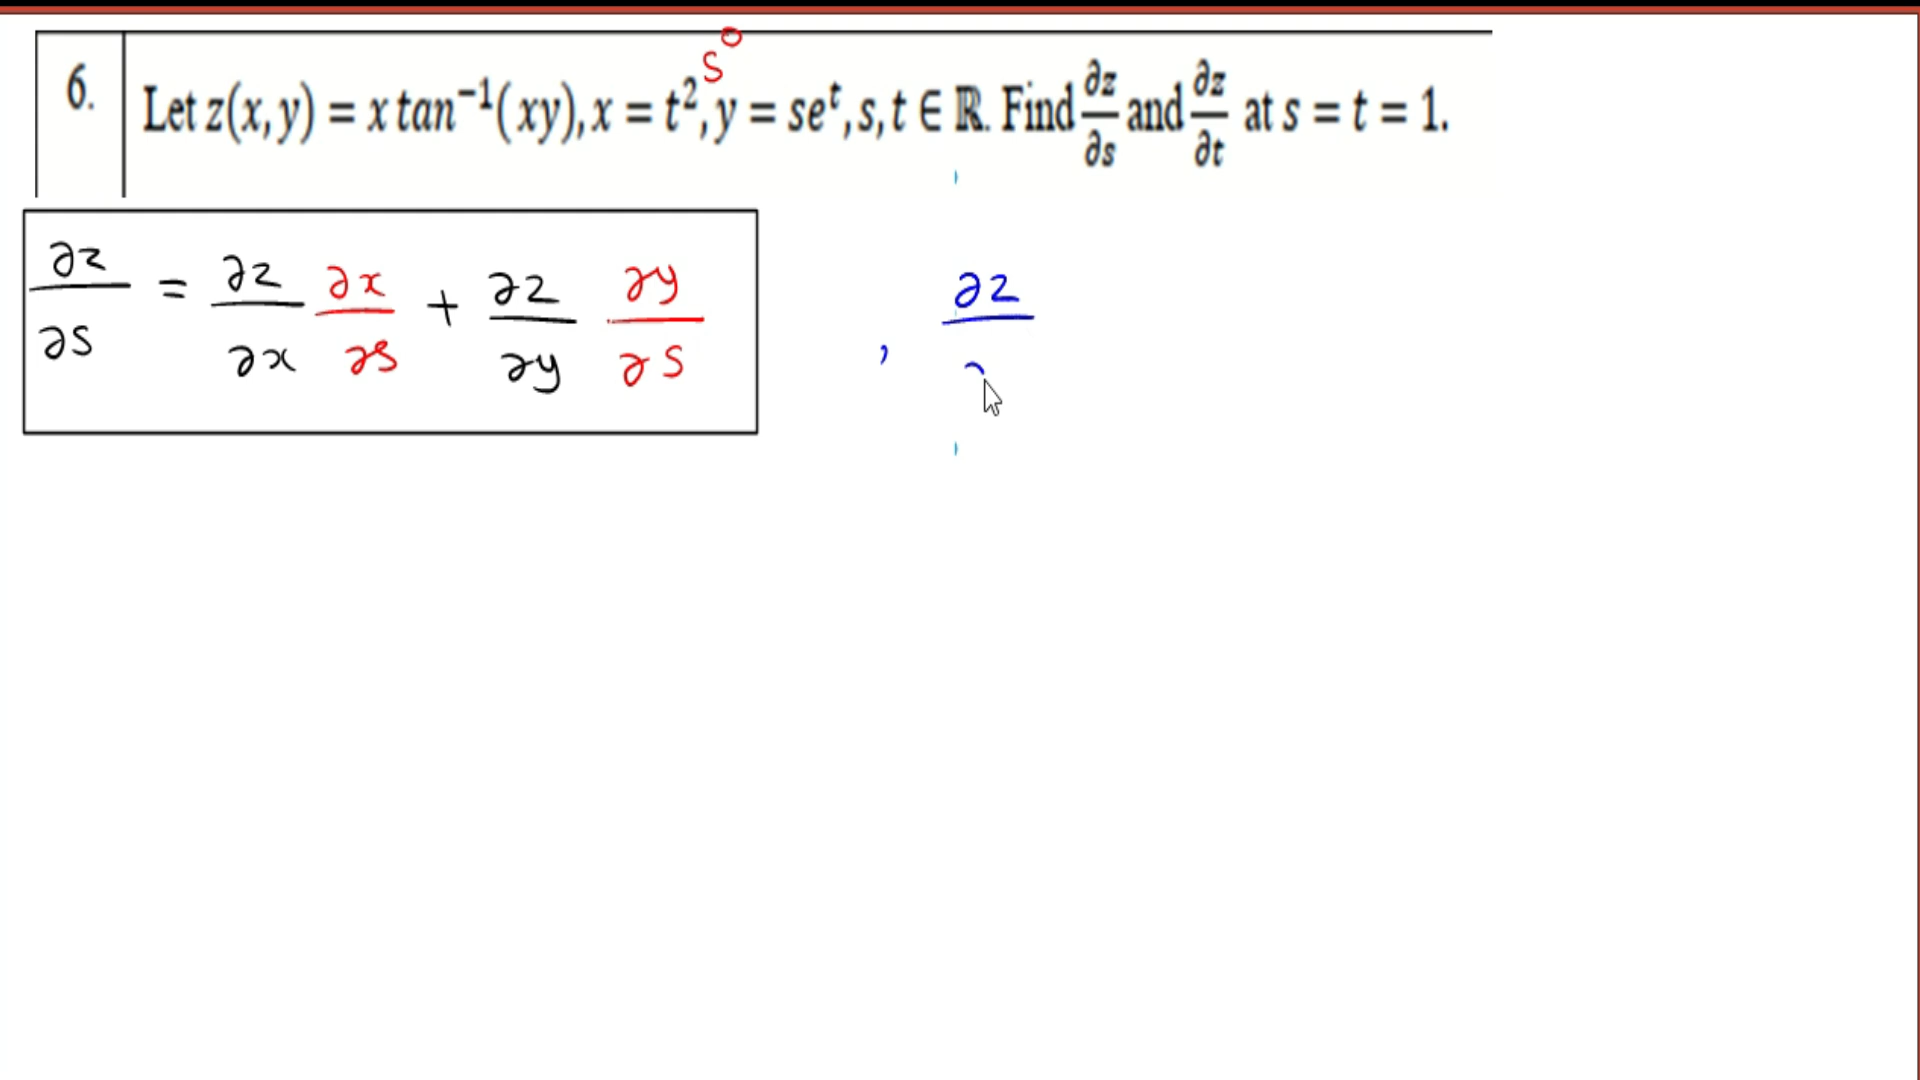 6. Let z(x, y) = x tan⁻¹(xy), x = t² s⁰, y = seᵗ, s, t ∈ ℝ. Find ∂z/∂s and ∂z/∂t at s = t = 1.
∂z/∂s = ∂z/∂x ∂x/∂s + ∂z/∂y ∂y/∂s , ∂z